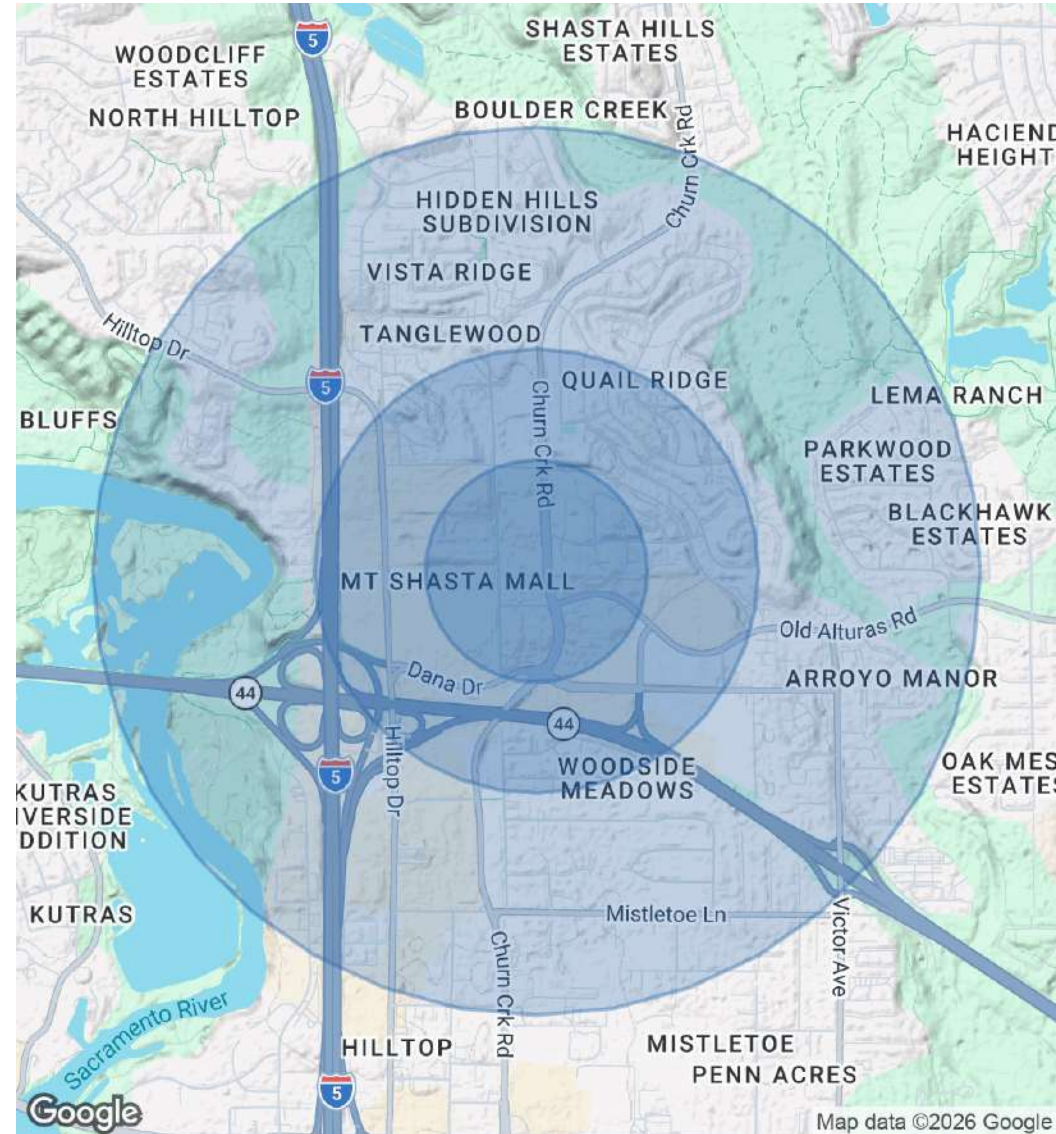 5
SHASTA HILLS
ESTATES
WOODCLIFF
ESTATES
NORTH HILLTOP
BOULDER CREEK
Churn Crk Rd
HACIEND
HEIGHT
HIDDEN HILLS
SUBDIVISION
VISTA RIDGE
TANGLEWOOD
Hilltop Dr
5
QUAIL RIDGE
Churn Crk Rd
LEMA RANCH
BLUFFS
PARKWOOD
ESTATES
BLACKHAWK
ESTATES
MT SHASTA MALL
Old Alturas Rd
Dana Dr
ARROYO MANOR
44
44
Hilltop Dr
5
WOODSIDE
MEADOWS
OAK MES
ESTATES
KUTRAS
IVERSIDE
DDITION
KUTRAS
Mistletoe Ln
Victor Ave
Churn Crk Rd
Sacramento River
HILLTOP
MISTLETOE
PENN ACRES
5
Google
Map data ©2026 Google